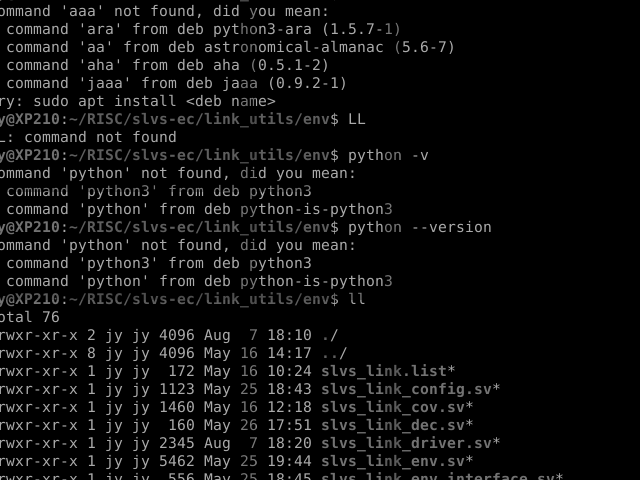 ommand 'aaa' not found, did you mean:
command 'ara' from deb python3-ara (1.5.7-1)
command 'aa' from deb astronomical-almanac (5.6-7)
command 'aha' from deb aha (0.5.1-2)
command 'jaaa' from deb jaaa (0.9.2-1)
ry: sudo apt install <deb name>
y@XP210:~/RISC/slvs-ec/link_utils/env$ LL
L: command not found
y@XP210:~/RISC/slvs-ec/link_utils/env$ python -v
ommand 'python' not found, did you mean:
command 'python3' from deb python3
command 'python' from deb python-is-python3
y@XP210:~/RISC/slvs-ec/link_utils/env$ python --version
ommand 'python' not found, did you mean:
command 'python3' from deb python3
command 'python' from deb python-is-python3
y@XP210:~/RISC/slvs-ec/link_utils/env$ ll
otal 76
rwxr-xr-x 2 jy jy 4096 Aug  7 18:10 ./
rwxr-xr-x 8 jy jy 4096 May 16 14:17 ../
rwxr-xr-x 1 jy jy  172 May 16 10:24 slvs_link.list*
rwxr-xr-x 1 jy jy 1123 May 25 18:43 slvs_link_config.sv*
rwxr-xr-x 1 jy jy 1460 May 16 12:18 slvs_link_cov.sv*
rwxr-xr-x 1 jy jy  160 May 26 17:51 slvs_link_dec.sv*
rwxr-xr-x 1 jy jy 2345 Aug  7 18:20 slvs_link_driver.sv*
rwxr-xr-x 1 jy jy 5462 May 25 19:44 slvs_link_env.sv*
rwxr-xr-x 1 jy jy  556 May 25 18:45 slvs_link_env_interface.sv*